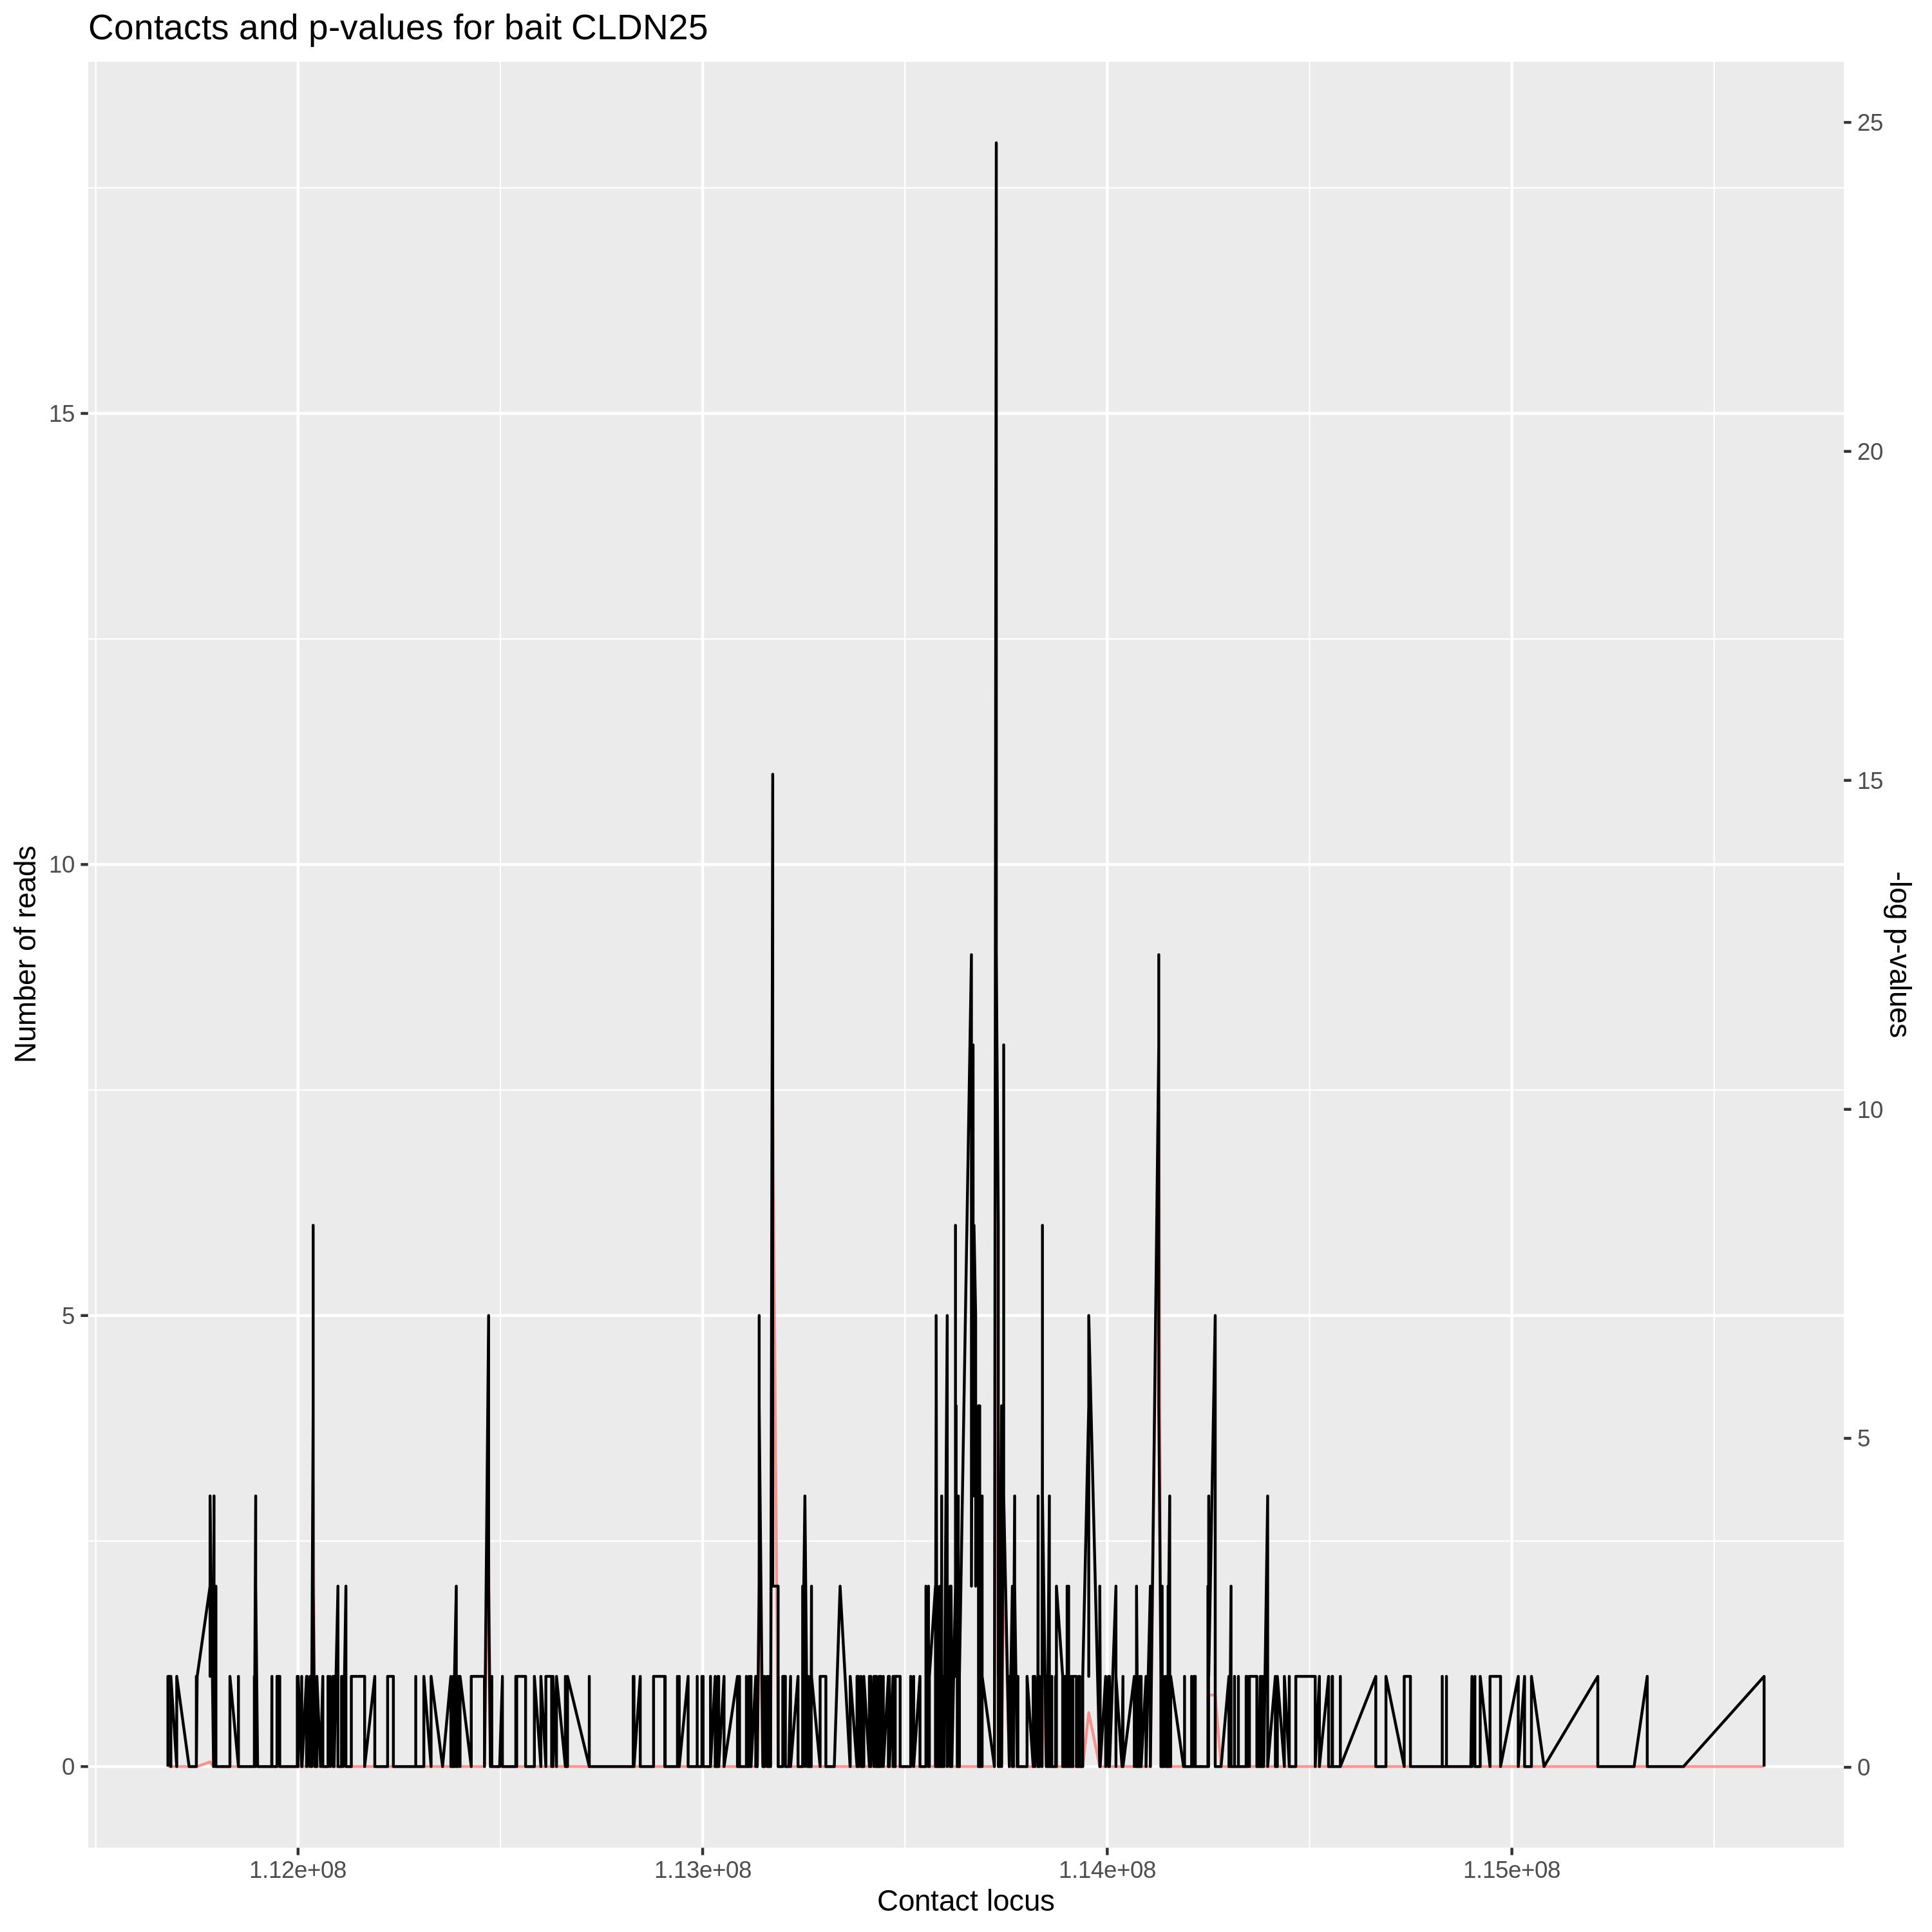 Contacts and p-values for bait CLDN25
Number of reads
15
10
5
0
25
20
15
10
5
0
-log p-values
1.12e+08 1.13e+08 1.14e+08 1.15e+08
Contact locus